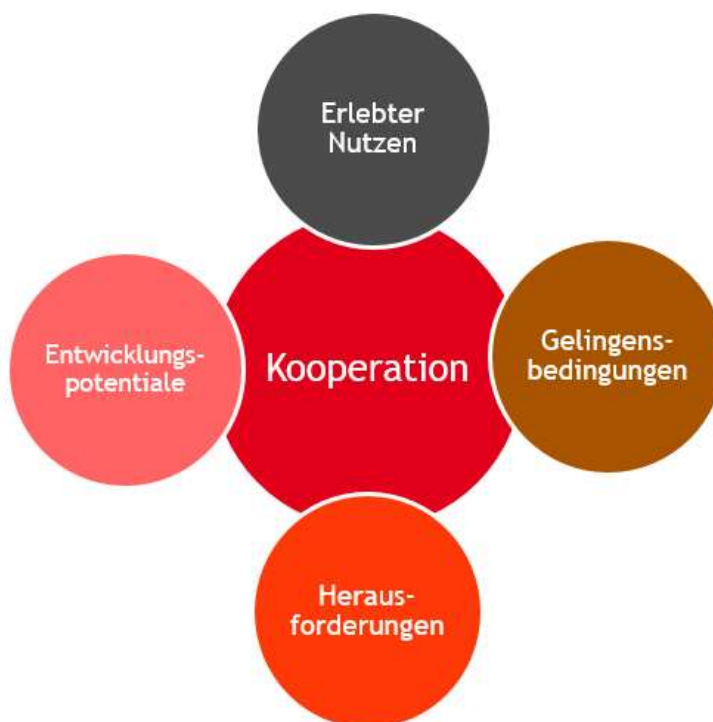 Erlebter
Nutzen
Entwicklungs-
potentiale
Kooperation
Gelingens-
bedingungen
Heraus-
forderungen